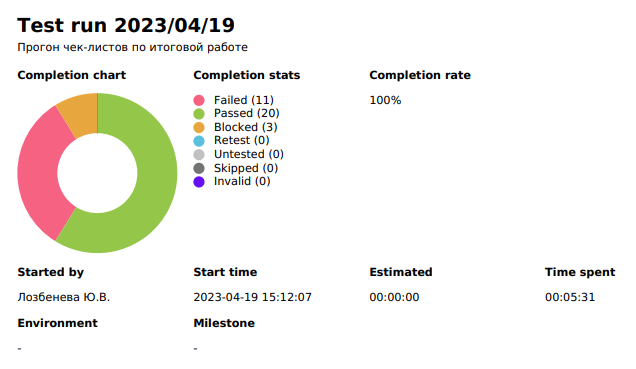 Test run 2023/04/19
Прогон чек-листов по итоговой работе
Completion chart
Completion stats
Completion rate
Failed (11)
Passed (20)
Blocked (3)
Retest (0)
Untested (0)
Skipped (0)
Invalid (0)
100%
Started by
Start time
Estimated
Time spent
Лозбенева Ю.В.
2023-04-19 15:12:07
00:00:00
00:05:31
Environment
Milestone
-
-